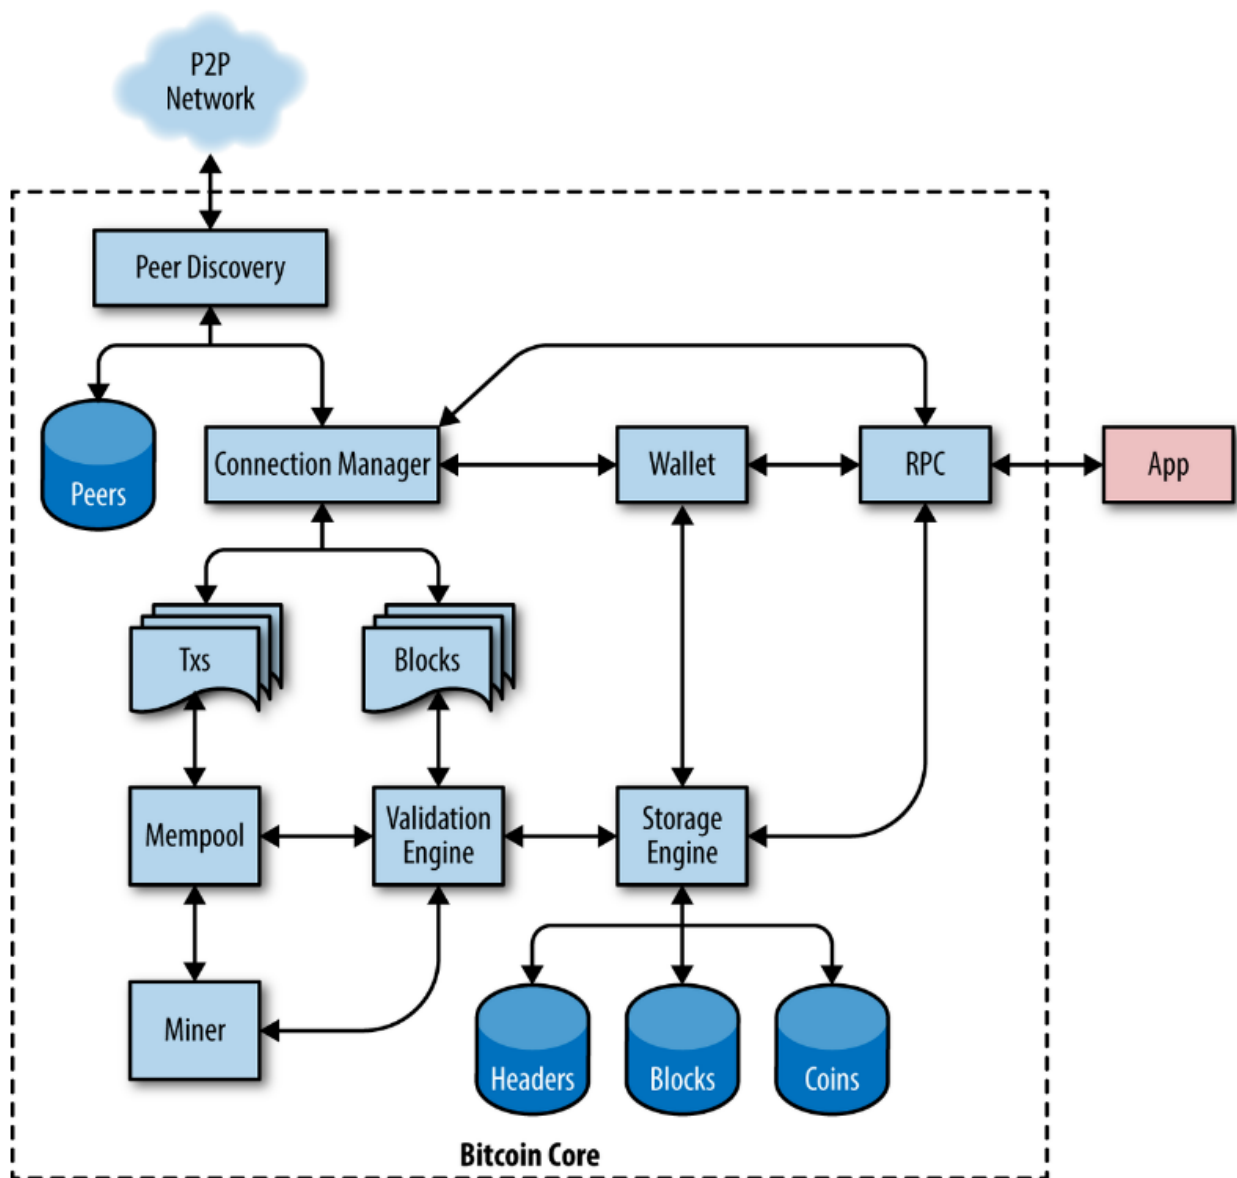 P2P
Network
Peer Discovery
Peers
Connection Manager
Wallet
RPC
App
Txs
Blocks
Mempool
Validation
Engine
Storage
Engine
Miner
Headers
Blocks
Coins
Bitcoin Core